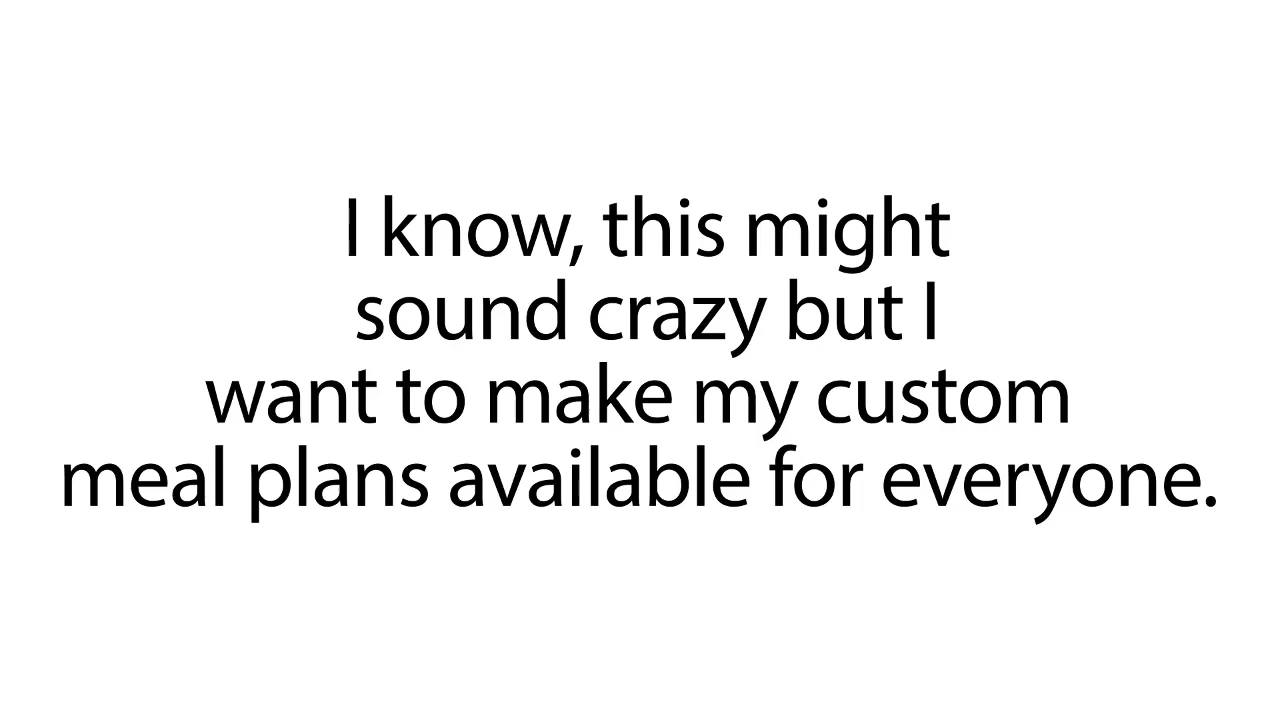 I know, this might
sound crazy but I
want to make my custom
meal plans available for everyone.